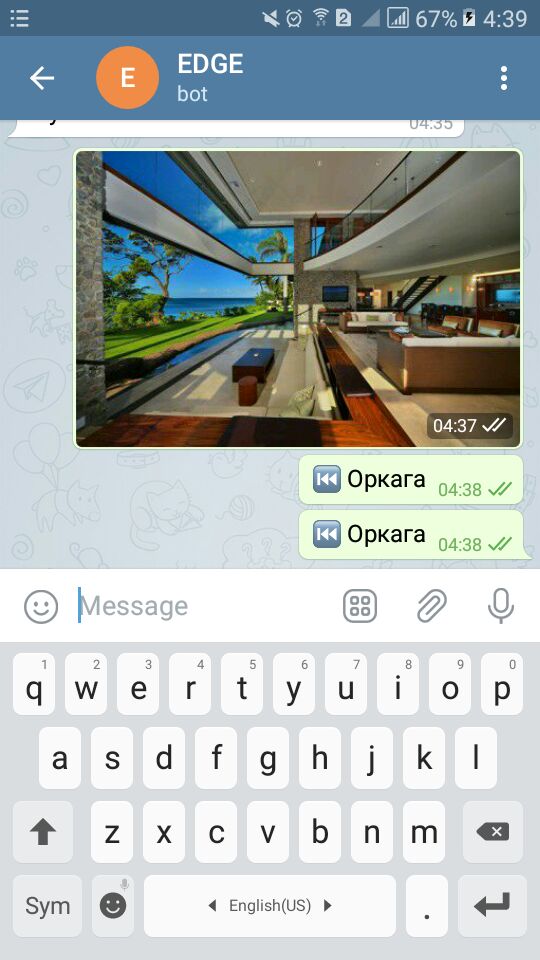 67% 4:39
E
EDGE
bot
04:35
04:37
Оркага 04:38
Оркага 04:38
Message
1 2 3 4 5 6 7 8 9 0
q w e r t y u i o p
a s d f g h j k l
z x c v b n m
Sym English(US) .